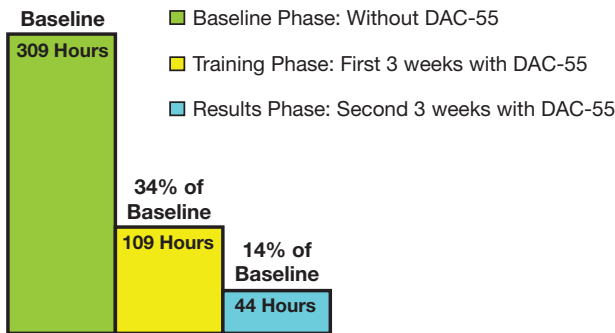 Baseline
309 Hours
Baseline Phase: Without DAC-55
Training Phase: First 3 weeks with DAC-55
Results Phase: Second 3 weeks with DAC-55
34% of
Baseline
109 Hours
14% of
Baseline
44 Hours